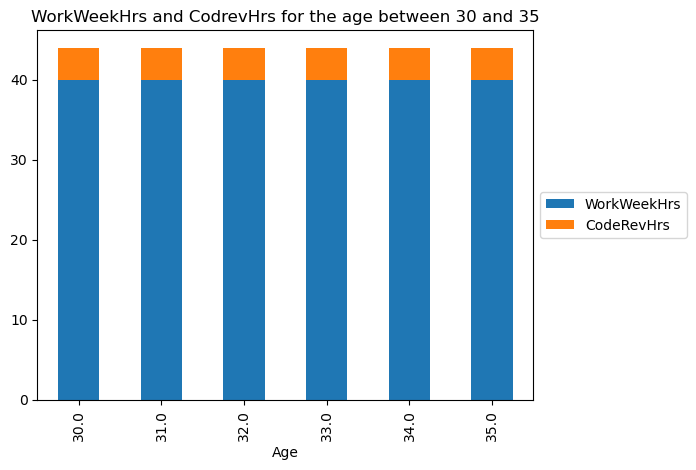 WorkWeekHrs and CodrevHrs for the age between 30 and 35
40
30
20
10
0
30.0
31.0
32.0
33.0
34.0
35.0
Age
WorkWeekHrs
CodeRevHrs